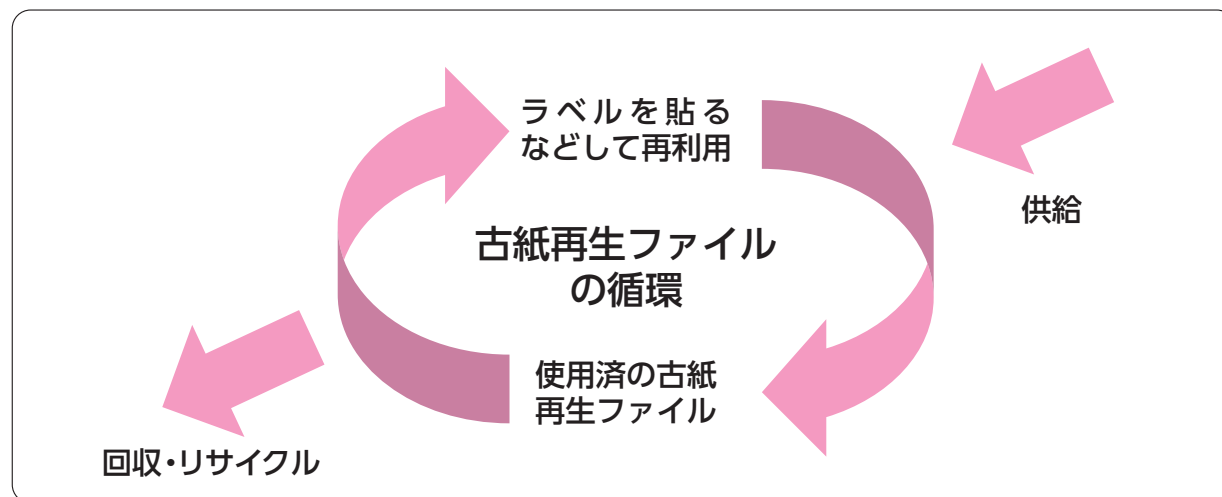 ラベルを貼る
などして再利用
供給
古紙再生ファイル
の循環
使用済の古紙
再生ファイル
回収・リサイクル